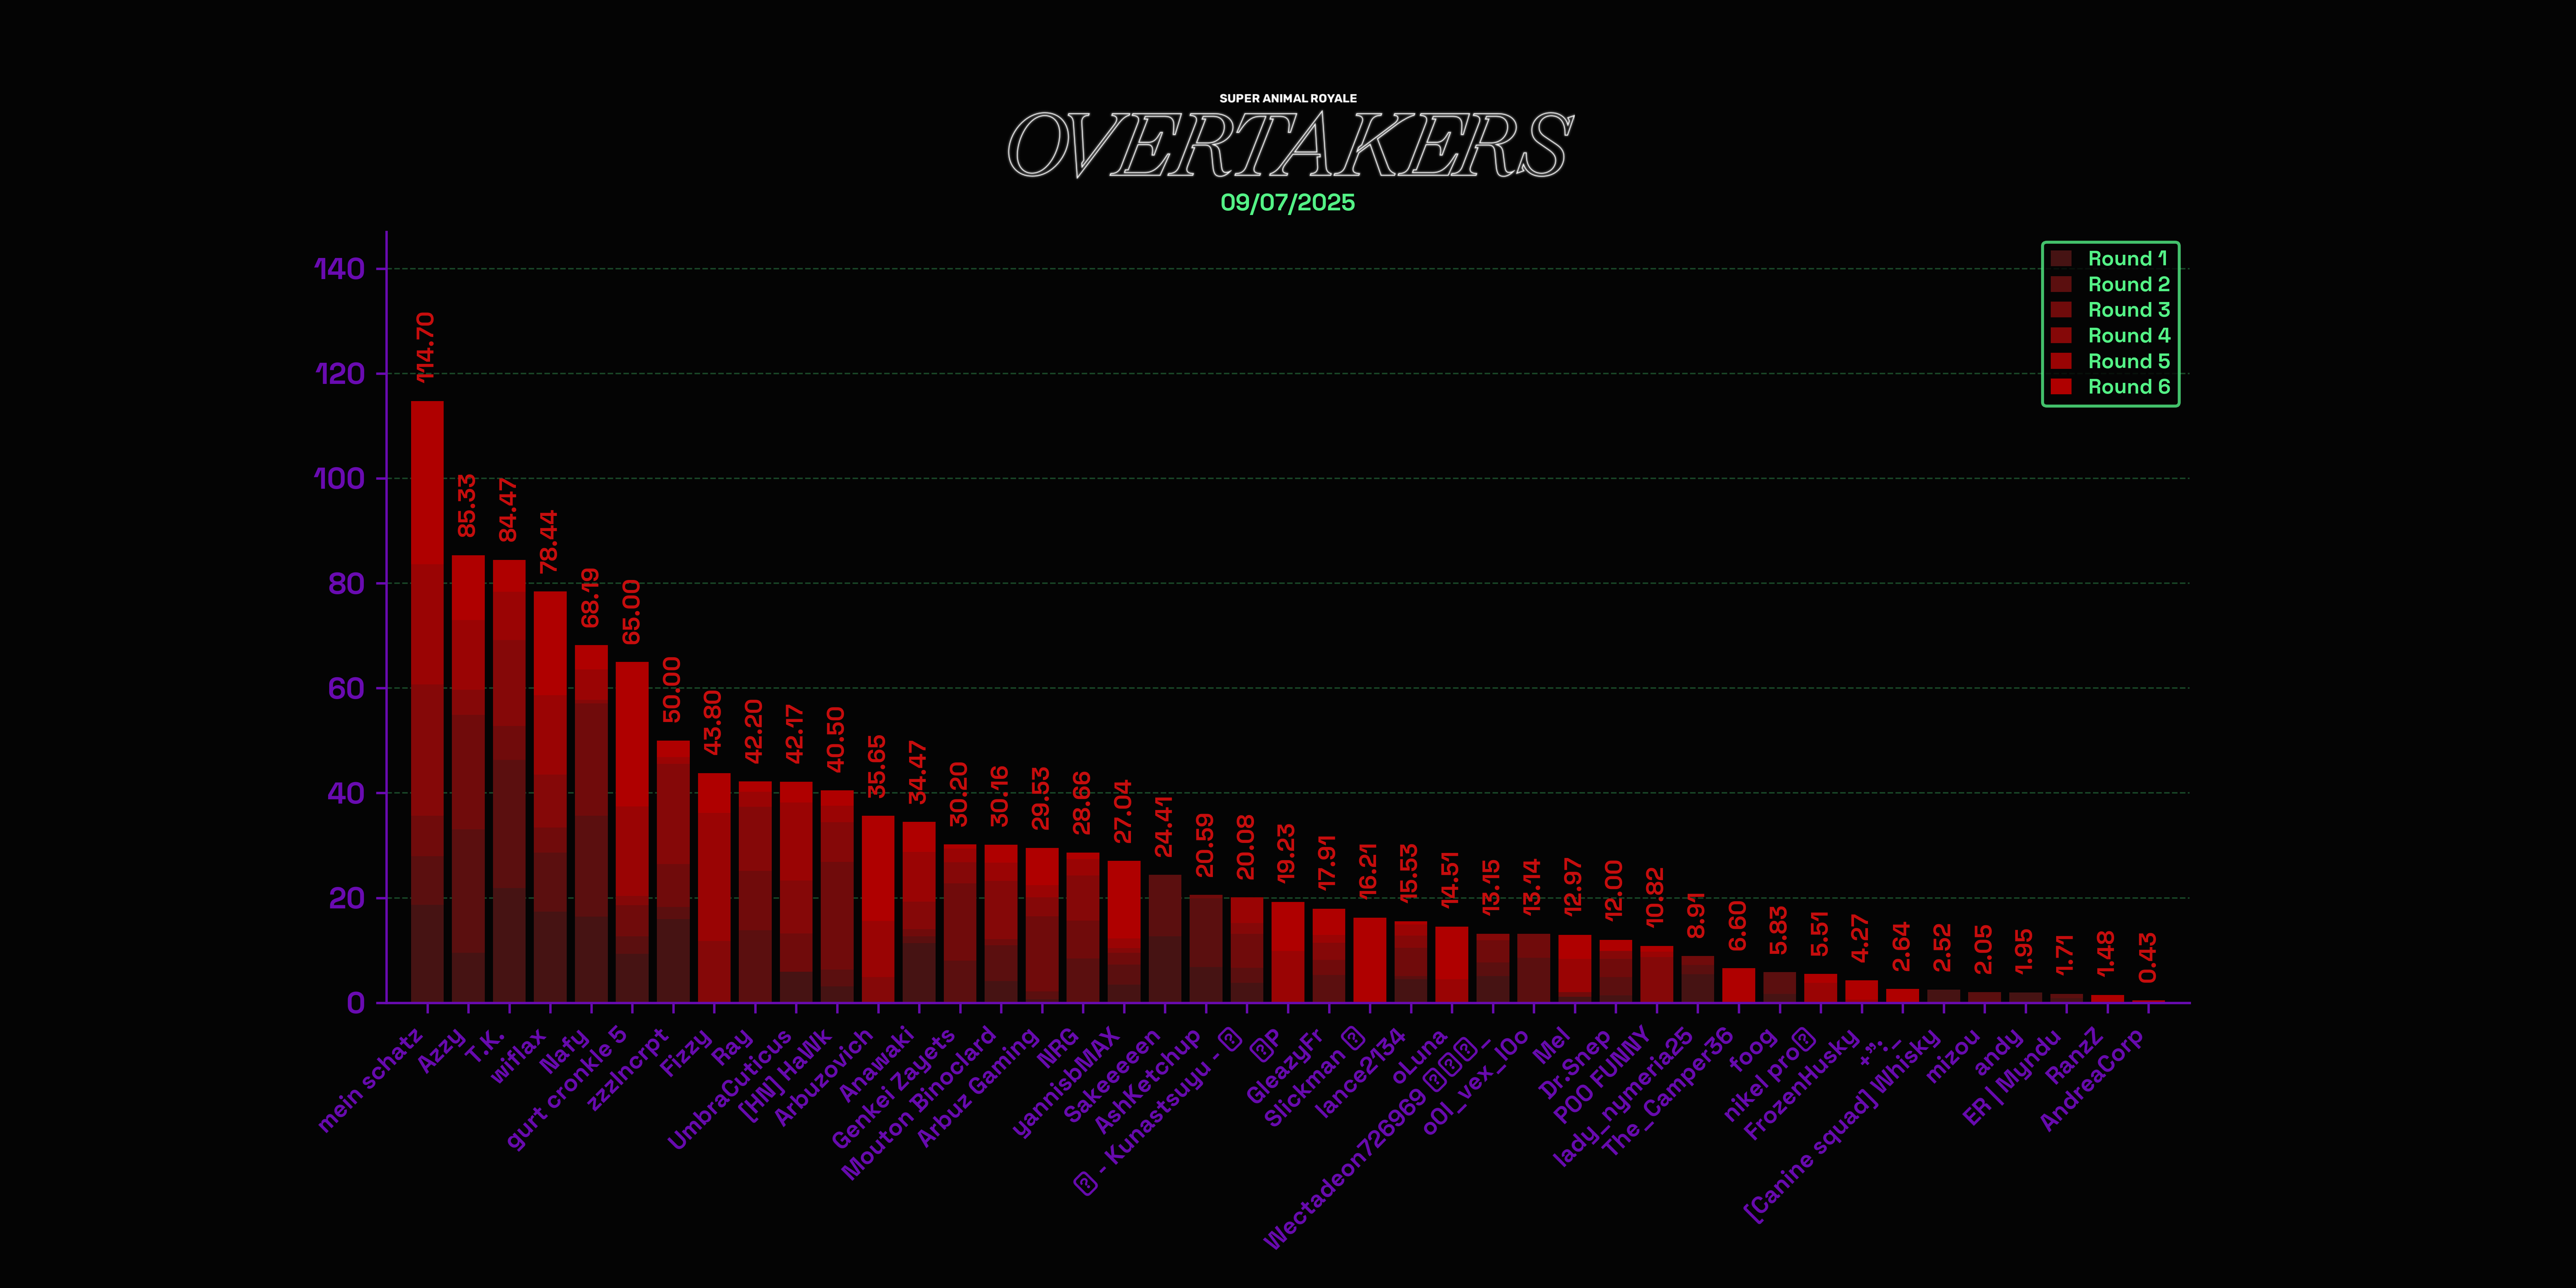 SUPER ANIMAL ROYALE
OVERTAKERS
09/07/2025
140
120
100
80
60
40
20
0
Round 1
Round 2
Round 3
Round 4
Round 5
Round 6
114.70
85.33
84.47
78.44
68.19
65.00
50.00
43.80
42.20
42.17
40.50
35.65
34.47
30.20
30.16
29.53
28.66
27.04
24.41
20.59
20.08
19.23
17.91
16.21
15.53
14.51
13.15
13.14
12.97
12.00
10.82
8.91
6.60
5.83
5.51
4.27
2.64
2.52
2.05
1.95
1.71
1.48
0.43
mein schatz
Azzy
T.K.
wiflax
Nafy
gurt cronkle 5
zzzIncrpt
Fizzy
Ray
UmbraCuticus
[HN] HaWk
Arbuzovich
Anawaki
Genkei Zayets
Mouton Binoclard
Arbuz Gaming
NRG
yannisbMAX
Sakeeeeen
AshKetchup
- Kunastsuyu -
P
GleazyFr
Slickman
lance2134
oLuna
Wectadeon726969 _
oOl_vex_lOo
Mel
Dr.Snep
POO FUNNY
lady_nymeria25
The_Camper36
foog
nikel pro
FrozenHusky
+”;_
[Canine squad] Whisky
mizou
andy
ER | Myndu
RanzZ
AndreaCorp